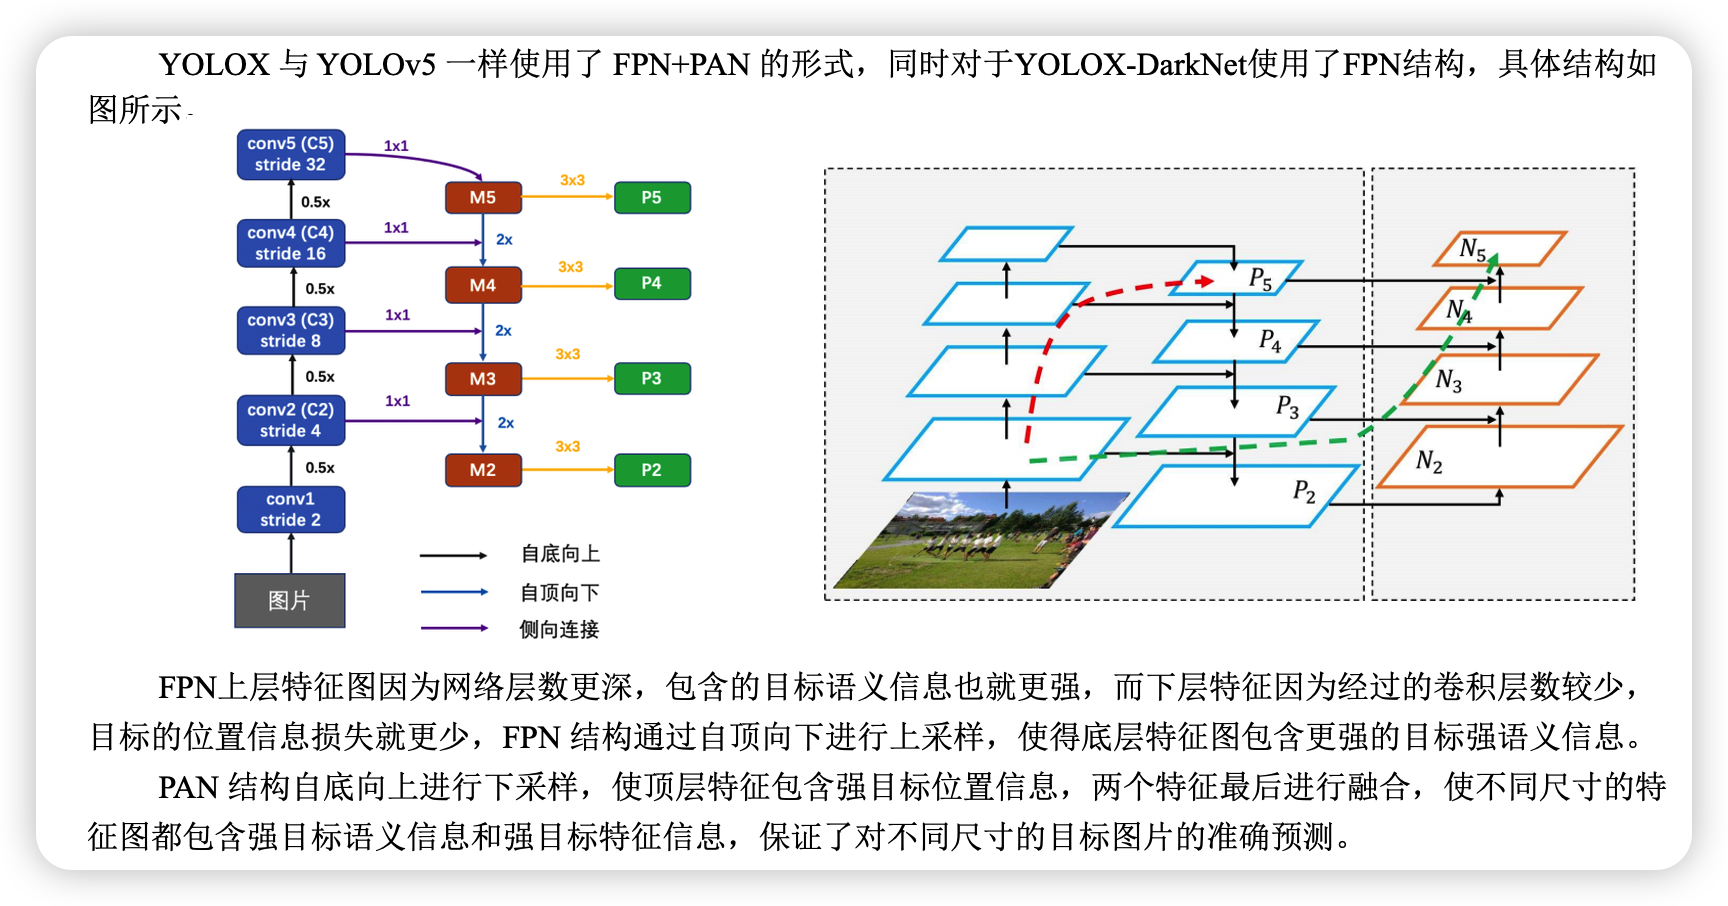 YOLOX 与 YOLOv5 一样使用了 FPN+PAN 的形式，同时对于YOLOX-DarkNet使用了FPN结构，具体结构如
图所示
conv5 (C5)
stride 32
1x1
M5
3x3
P5
0.5x
conv4 (C4)
stride 16
1x1
2x
M4
3x3
P4
0.5x
conv3 (C3)
stride 8
1x1
2x
M3
3x3
P3
0.5x
conv2 (C2)
stride 4
1x1
2x
M2
3x3
P2
0.5x
conv1
stride 2
图片
自底向上
自顶向下
侧向连接
P5
P4
P3
P2
N5
N4
N3
N2
FPN上层特征图因为网络层数更深，包含的目标语义信息也就更强，而下层特征因为经过的卷积层数较少，
目标的位置信息损失就更少，FPN 结构通过自顶向下进行上采样，使得底层特征图包含更强的目标强语义信息。
PAN 结构自底向上进行下采样，使顶层特征包含强目标位置信息，两个特征最后进行融合，使不同尺寸的特
征图都包含强目标语义信息和强目标特征信息，保证了对不同尺寸的目标图片的准确预测。